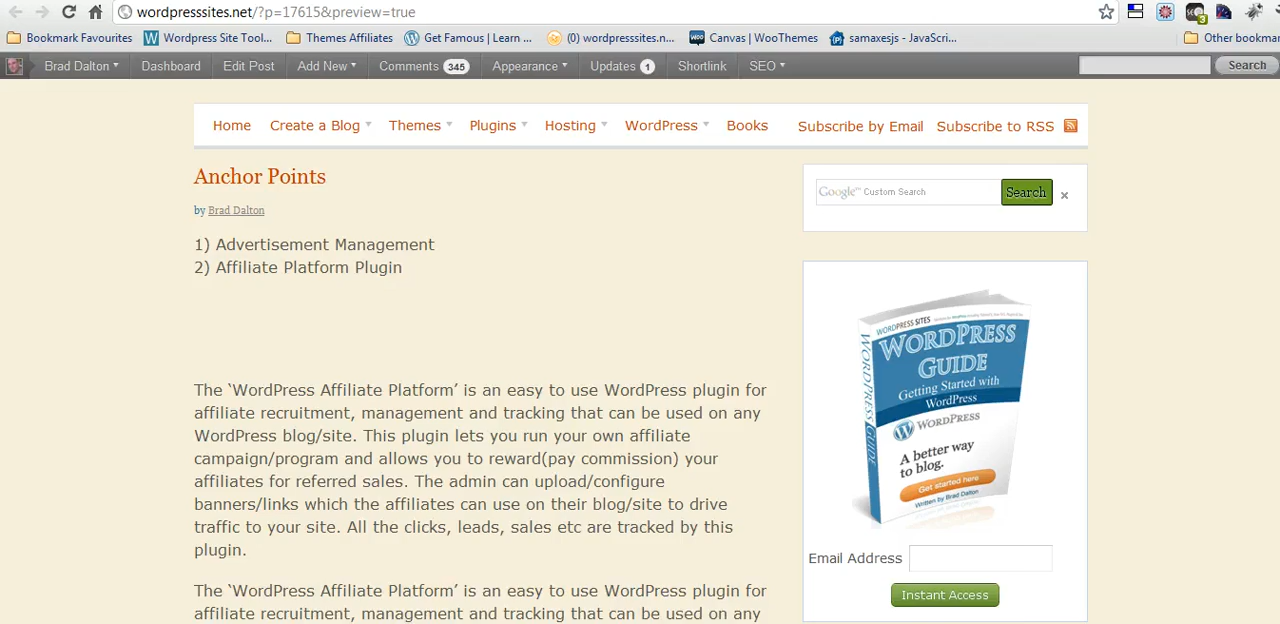 wordpresssites.net/?p=17615&preview=true
Bookmark Favourites Wordpress Site Tool... Themes Affiliates Get Famous | Learn ... (0) wordpresssites.n... Canvas | WooThemes samaxesjs - JavaScri... Other bookmar
Brad Dalton Dashboard Edit Post Add New Comments 345 Appearance Updates 1 Shortlink SEO Search
Home Create a Blog Themes Plugins Hosting WordPress Books Subscribe by Email Subscribe to RSS
Anchor Points
by Brad Dalton
1) Advertisement Management
2) Affiliate Platform Plugin
The ‘WordPress Affiliate Platform’ is an easy to use WordPress plugin for
affiliate recruitment, management and tracking that can be used on any
WordPress blog/site. This plugin lets you run your own affiliate
campaign/program and allows you to reward(pay commission) your
affiliates for referred sales. The admin can upload/configure
banners/links which the affiliates can use on their blog/site to drive
traffic to your site. All the clicks, leads, sales etc are tracked by this
plugin.
The ‘WordPress Affiliate Platform’ is an easy to use WordPress plugin for
affiliate recruitment, management and tracking that can be used on any
Google™ Custom Search Search ×
WORDPRESS SITES
WORDPRESS
GUIDE
Getting Started with
WordPress
WORDPRESS
A better way
to blog.
Get started here
Written by Brad Dalton
WORDPRESS GUIDE
Email Address
Instant Access